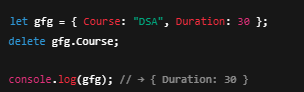 let gfg = { Course: "DSA", Duration: 30 };
delete gfg.Course;
console.log(gfg); // → { Duration: 30 }